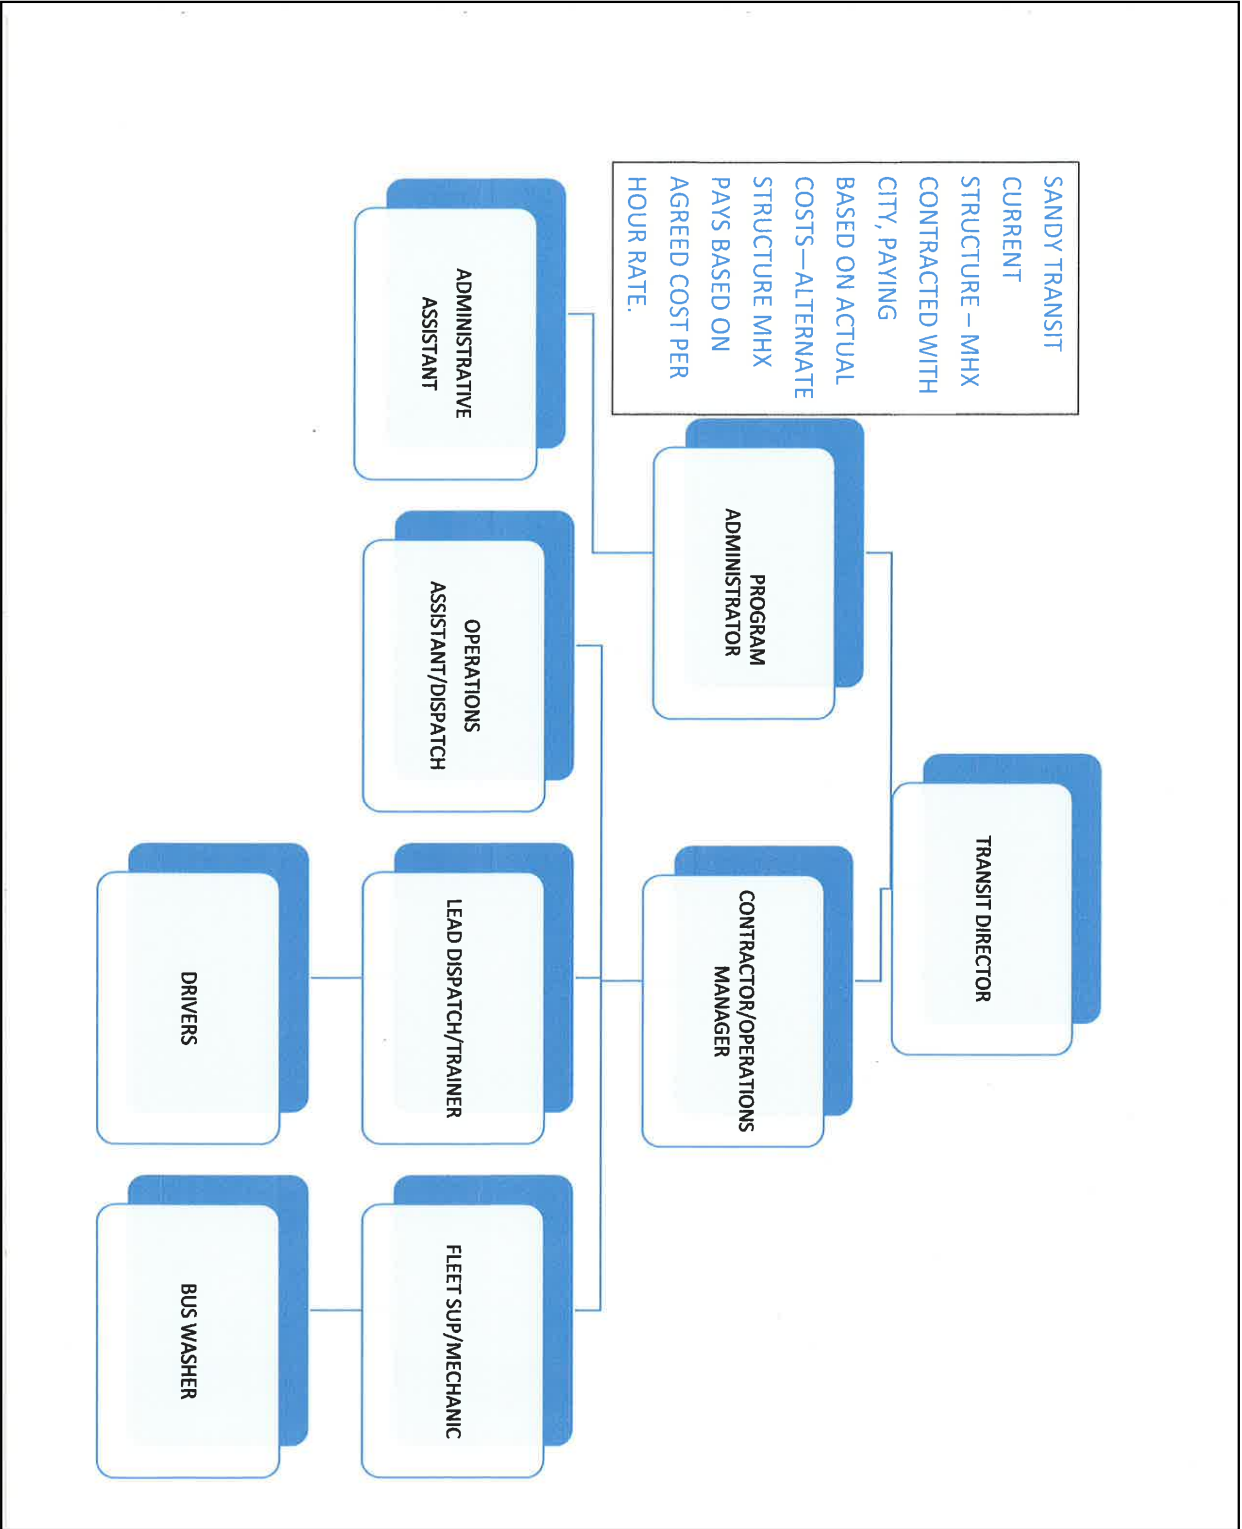 SANDY TRANSIT
CURRENT
STRUCTURE – MHX
CONTRACTED WITH
CITY, PAYING
BASED ON ACTUAL
COSTS—ALTERNATE
STRUCTURE MHX
PAYS BASED ON
AGREED COST PER
HOUR RATE.
TRANSIT DIRECTOR
PROGRAM
ADMINISTRATOR
CONTRACTOR/OPERATIONS
MANAGER
ADMINISTRATIVE
ASSISTANT
OPERATIONS
ASSISTANT/DISPATCH
LEAD DISPATCH/TRAINER
FLEET SUP/MECHANIC
DRIVERS
BUS WASHER